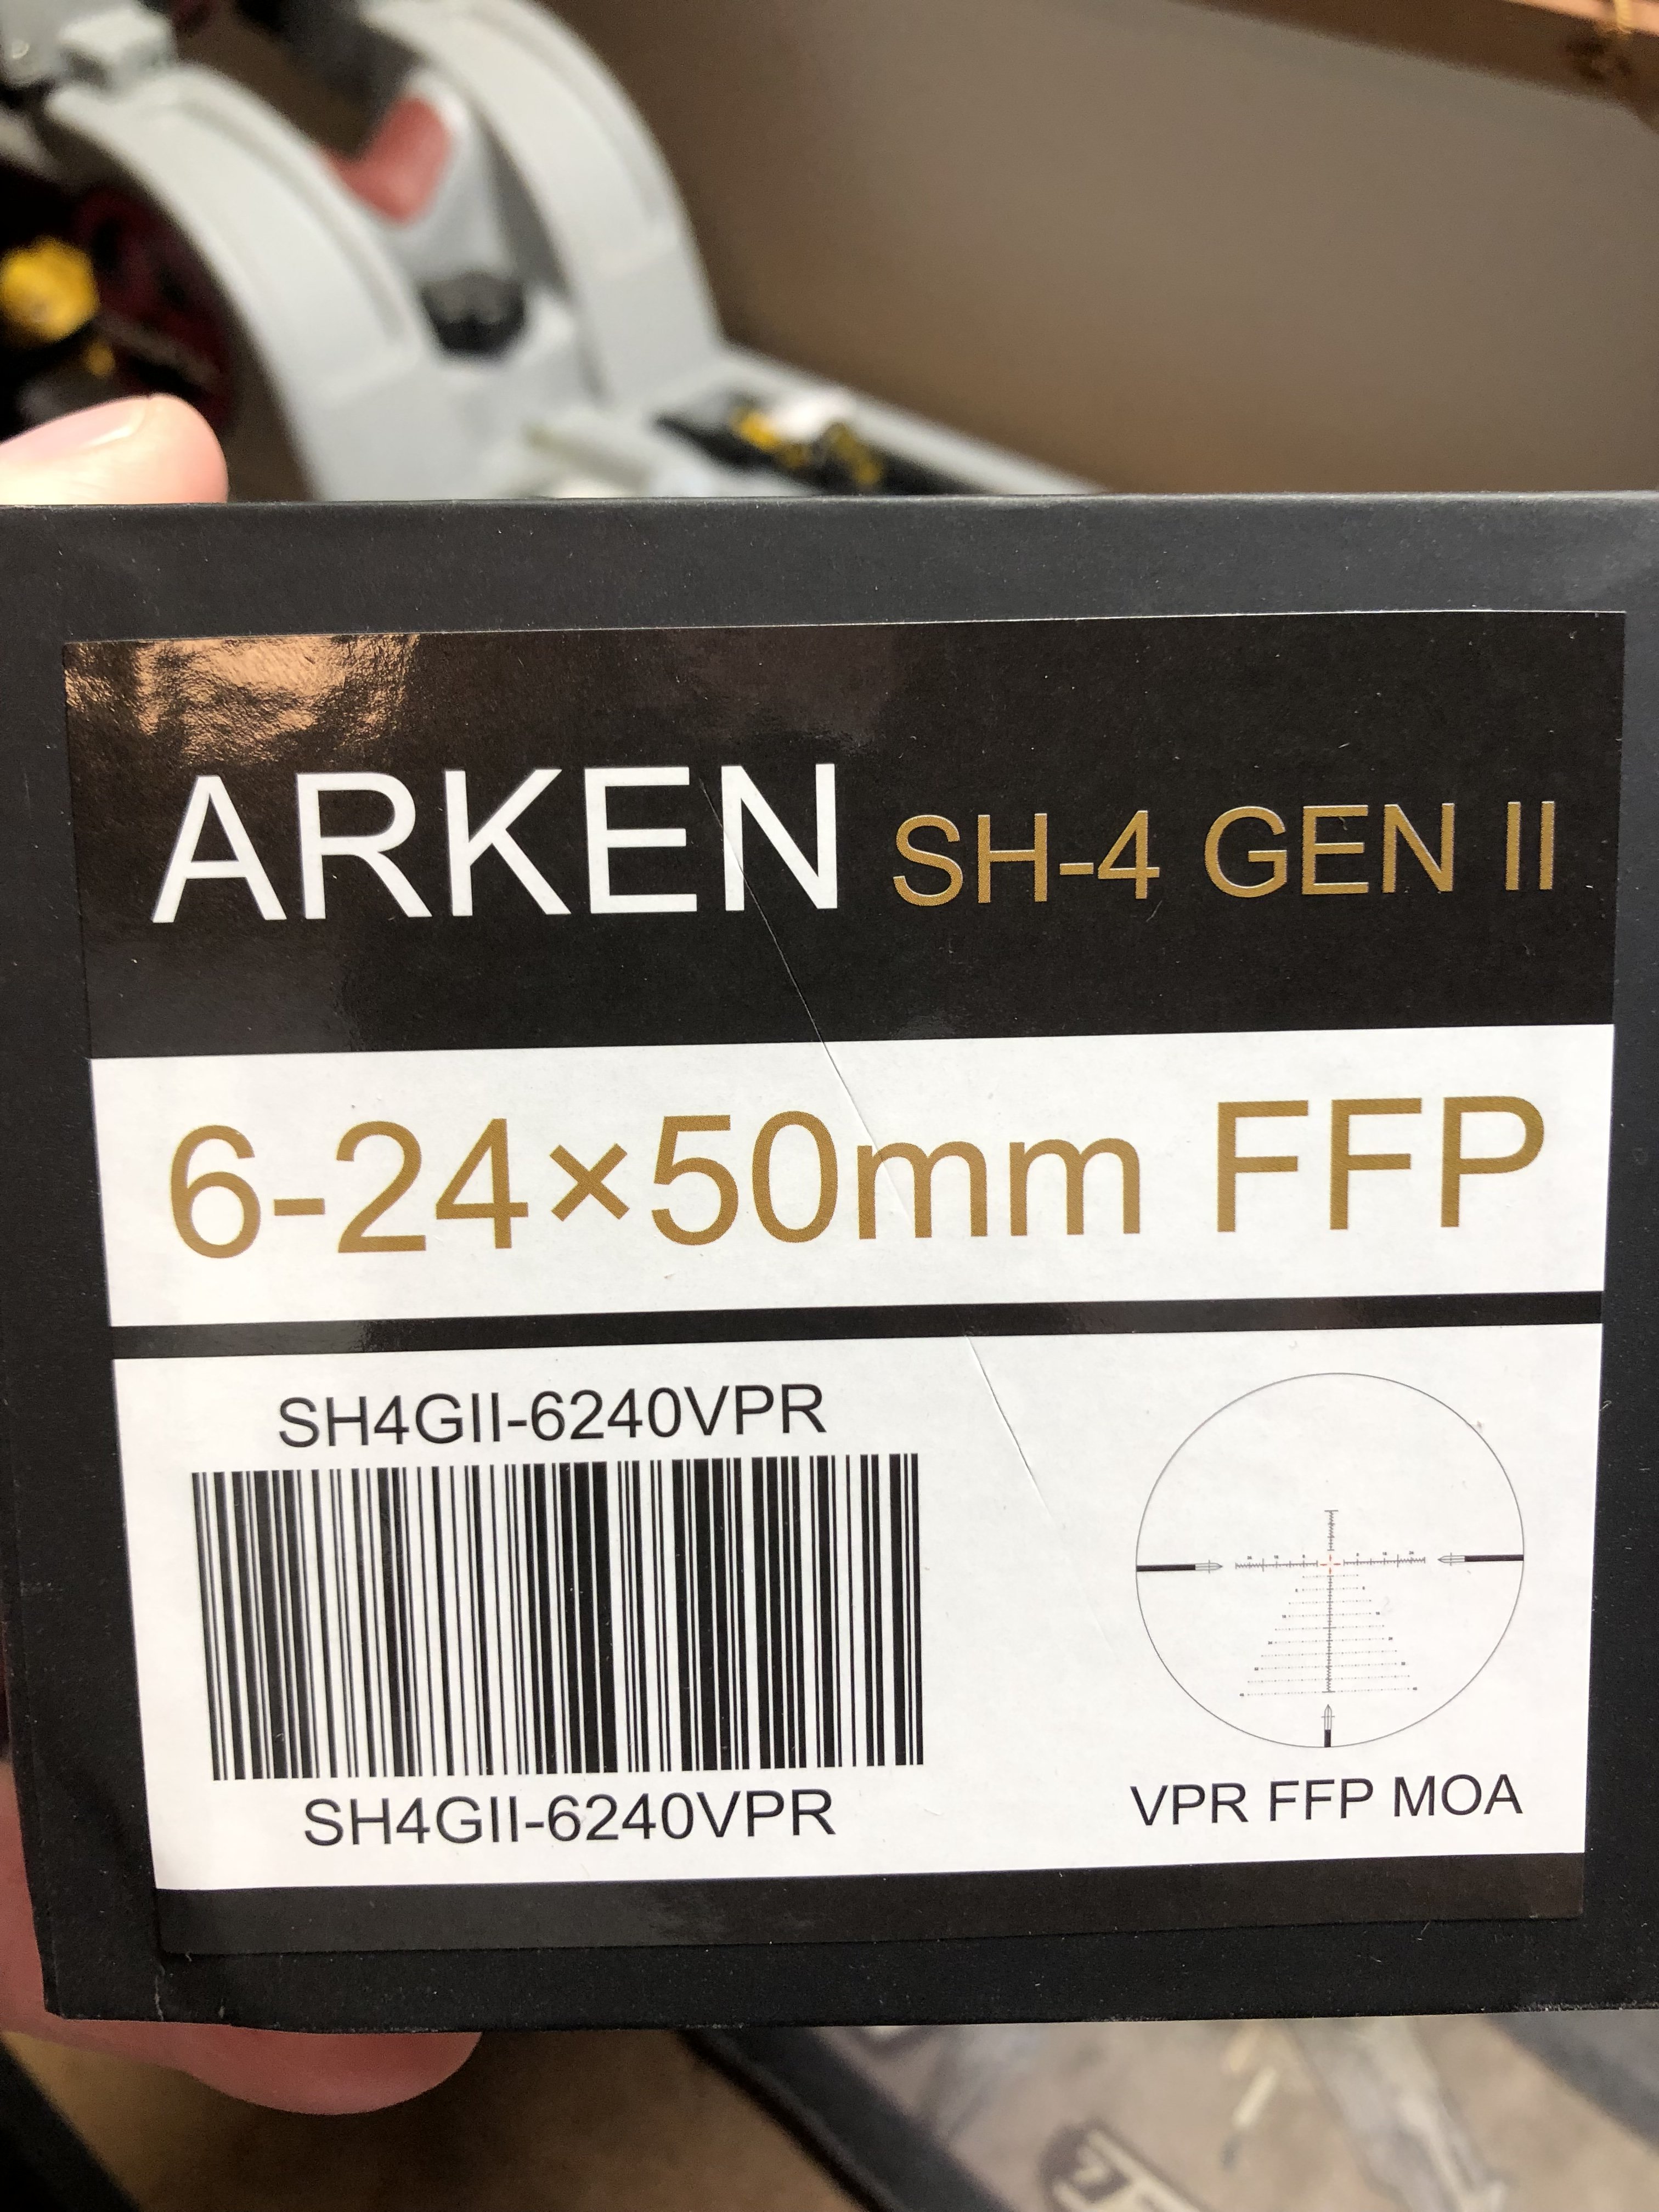 ARKEN SH-4 GEN II
6-24×50mm FFP
SH4GII-6240VPR
SH4GII-6240VPR
VPR FFP MOA